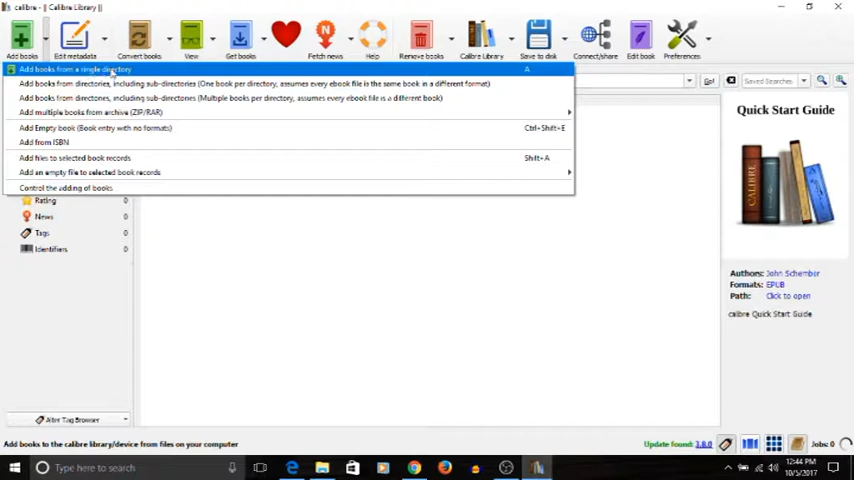 calibre - || Calibre Library ||
Add books
Edit metadata
Convert books
View
Get books
Fetch news
Help
Remove books
Calibre Library
Save to disk
Connect/share
Edit book
Preferences
Add books from a single directory A
Add books from directories, including sub-directories (One book per directory, assumes every ebook file is the same book in a different format)
Add books from directories, including sub-directories (Multiple books per directory, assumes every ebook file is a different book)
Add multiple books from archive (ZIP/RAR)
Add Empty book (Book entry with no formats) Ctrl+Shift+E
Add from ISBN
Add files to selected book records Shift+A
Add an empty file to selected book records
Control the adding of books
Go!
Saved Searches
Rating 0
News 0
Tags 0
Identifiers 0
Quick Start Guide
CALIBRE
Authors: John Schember
Formats: EPUB
Path: Click to open
calibre Quick Start Guide
Alter Tag Browser
Add books to the calibre library/device from files on your computer
Update found: 3.8.0
Jobs: 0
Type here to search
12:44 PM
10/5/2017